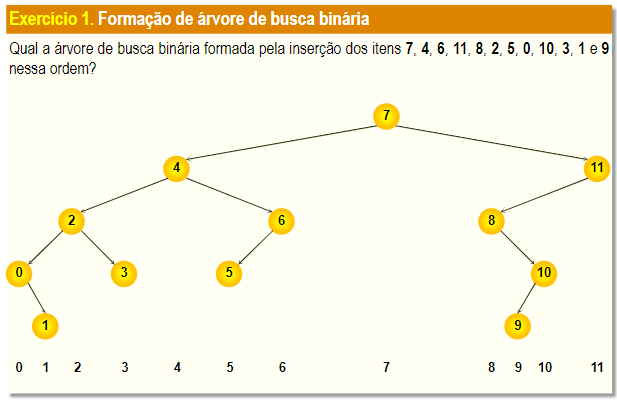 Exercício 1. Formação de árvore de busca binária
Qual a árvore de busca binária formada pela inserção dos itens 7, 4, 6, 11, 8, 2, 5, 0, 10, 3, 1 e 9
nessa ordem?
7
4 11
2 6 8
0 3 5 10
1 9
0 1 2 3 4 5 6 7 8 9 10 11